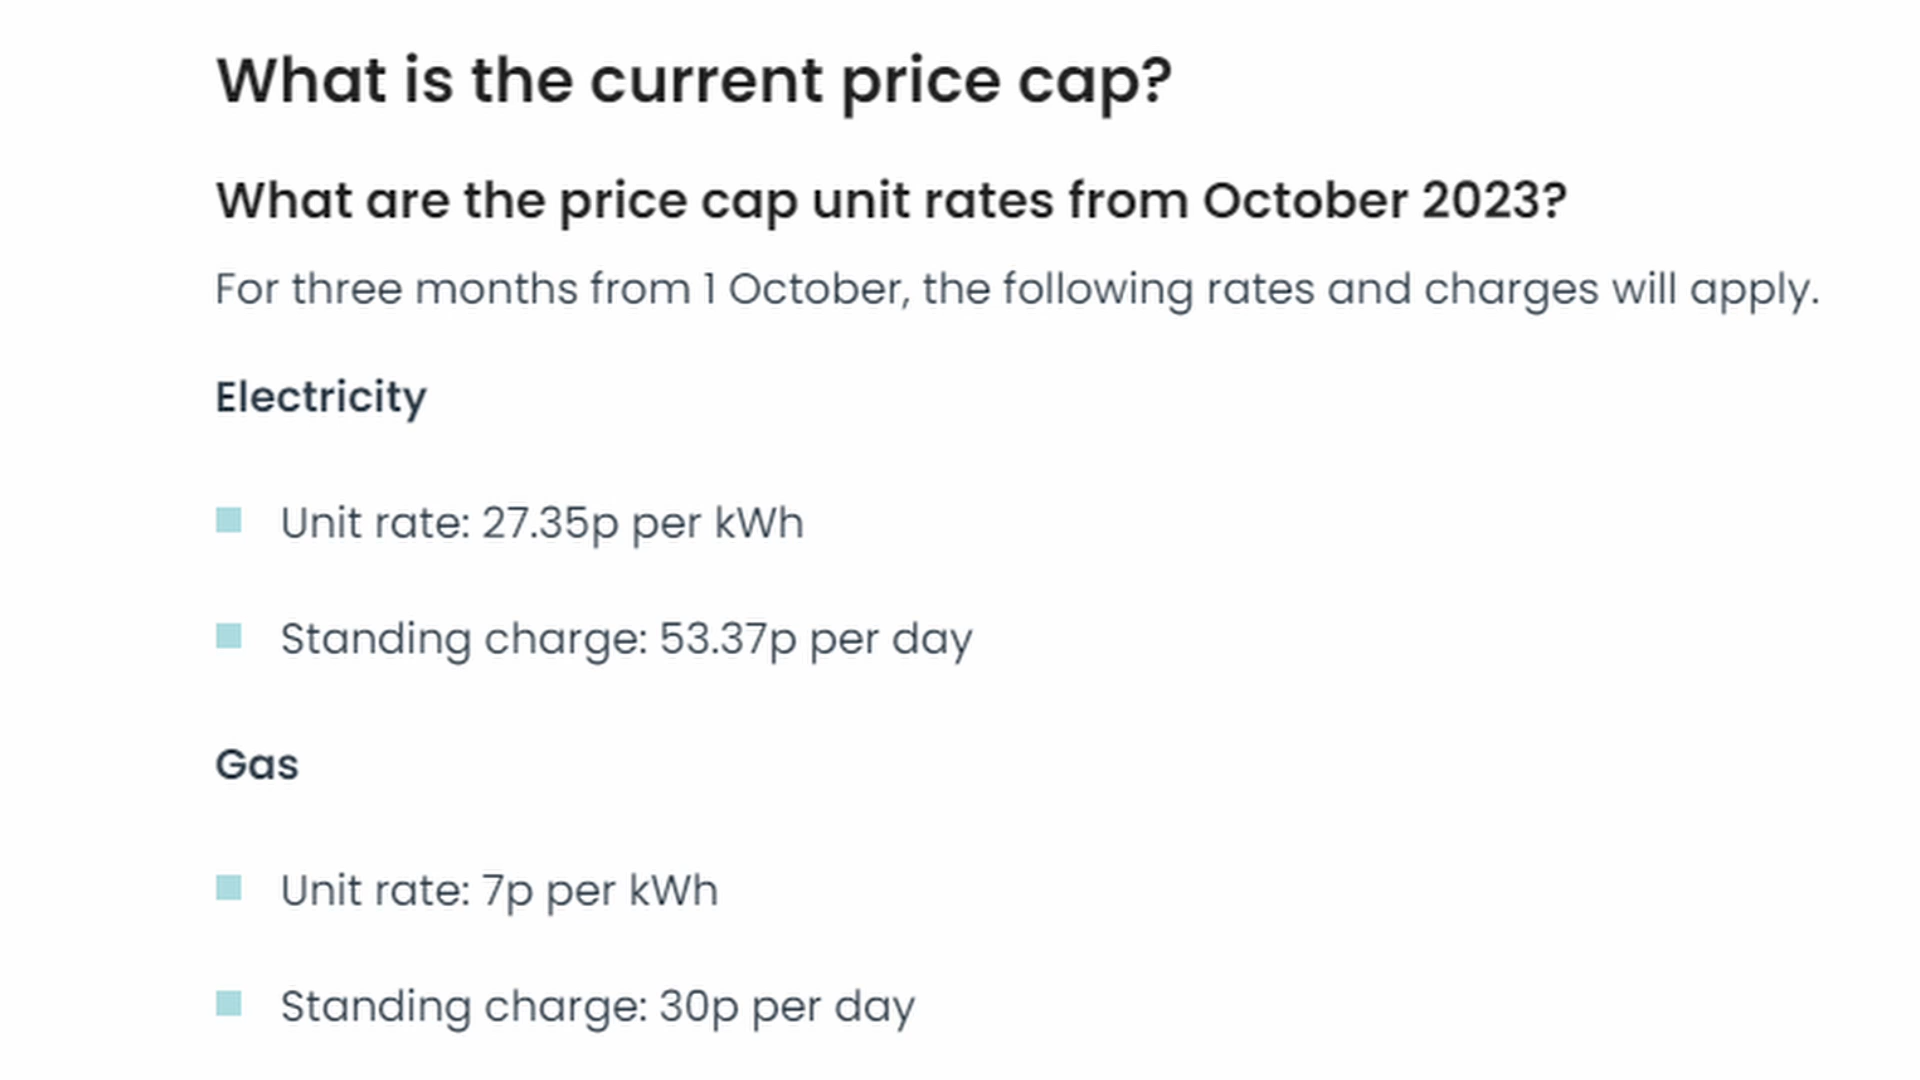 What is the current price cap?
What are the price cap unit rates from October 2023?
For three months from 1 October, the following rates and charges will apply.
Electricity
Unit rate: 27.35p per kWh
Standing charge: 53.37p per day
Gas
Unit rate: 7p per kWh
Standing charge: 30p per day